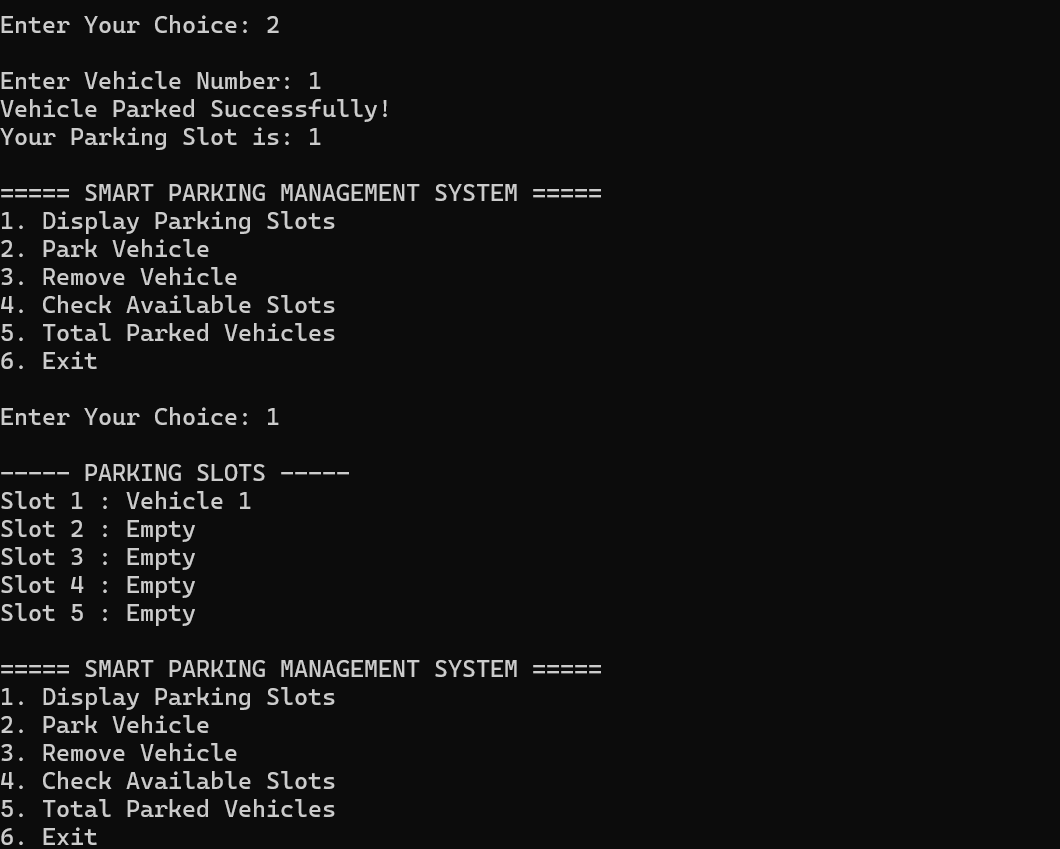 Enter Your Choice: 2
Enter Vehicle Number: 1
Vehicle Parked Successfully!
Your Parking Slot is: 1
===== SMART PARKING MANAGEMENT SYSTEM =====
1. Display Parking Slots
2. Park Vehicle
3. Remove Vehicle
4. Check Available Slots
5. Total Parked Vehicles
6. Exit
Enter Your Choice: 1
----- PARKING SLOTS -----
Slot 1 : Vehicle 1
Slot 2 : Empty
Slot 3 : Empty
Slot 4 : Empty
Slot 5 : Empty
===== SMART PARKING MANAGEMENT SYSTEM =====
1. Display Parking Slots
2. Park Vehicle
3. Remove Vehicle
4. Check Available Slots
5. Total Parked Vehicles
6. Exit